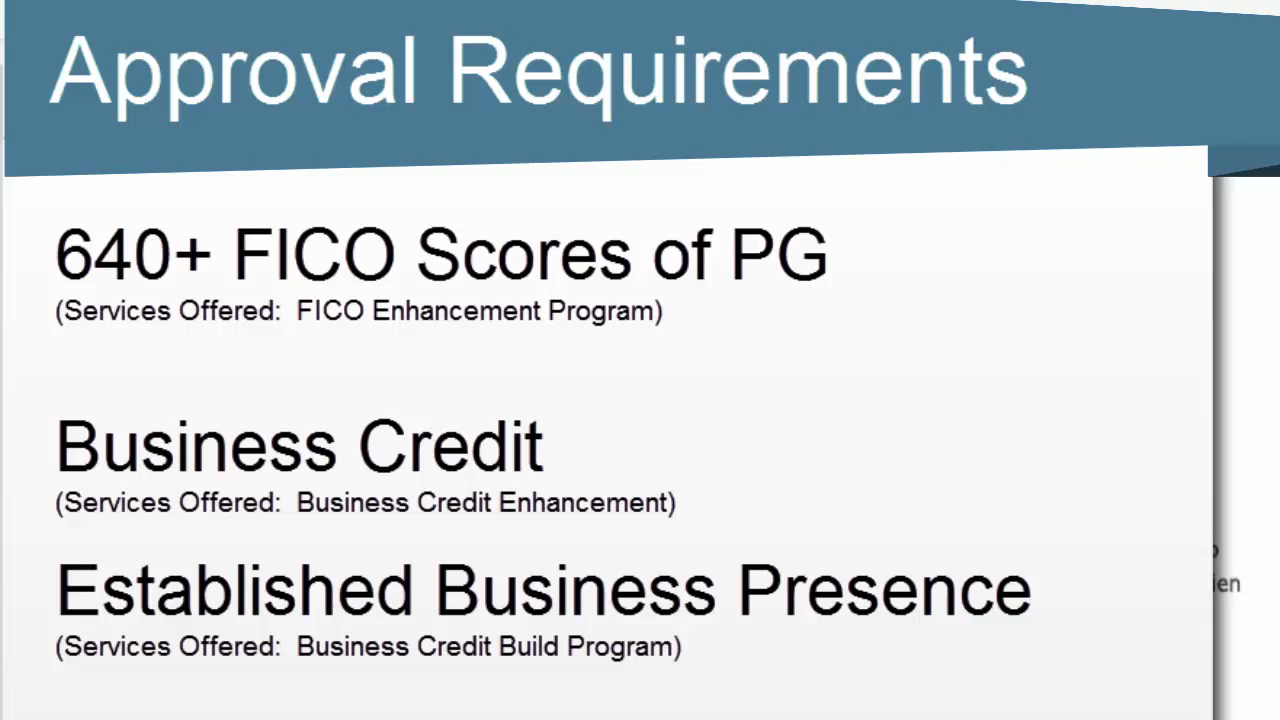 Approval Requirements
640+ FICO Scores of PG
(Services Offered:  FICO Enhancement Program)
Business Credit
(Services Offered:  Business Credit Enhancement)
Established Business Presence
(Services Offered:  Business Credit Build Program)